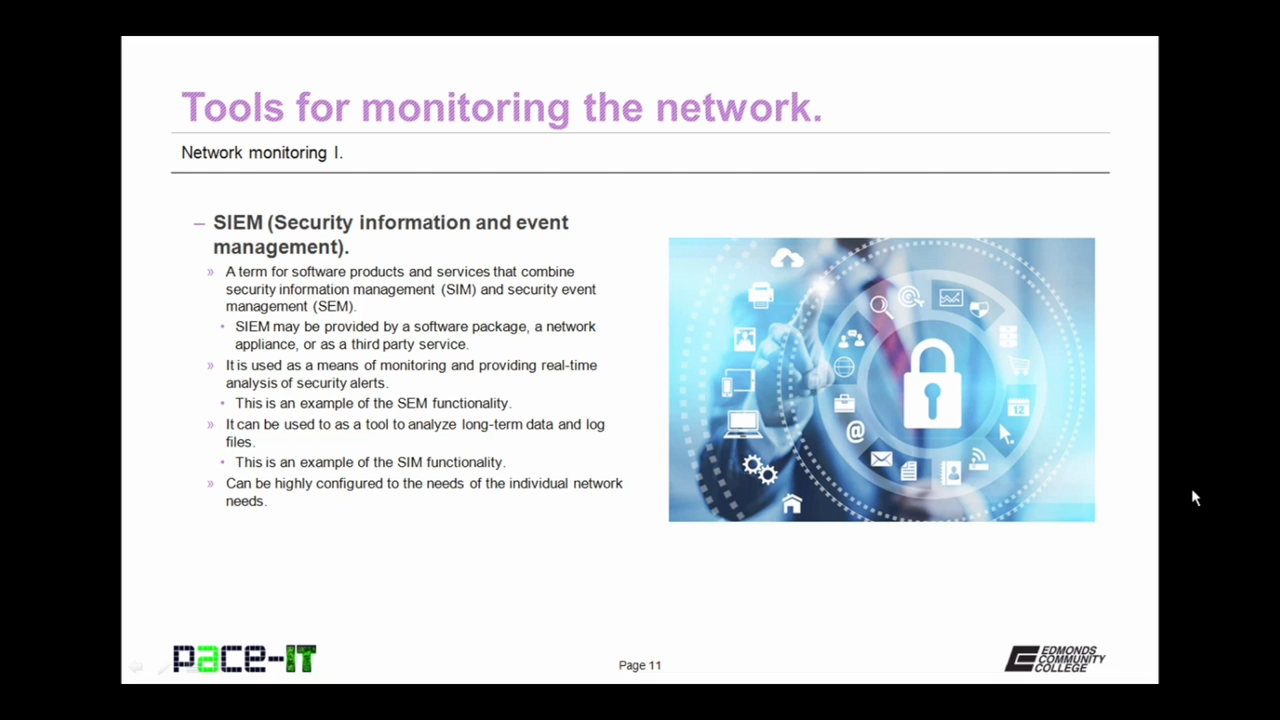 Tools for monitoring the network.
Network monitoring I.
– SIEM (Security information and event
management).
» A term for software products and services that combine
security information management (SIM) and security event
management (SEM).
• SIEM may be provided by a software package, a network
appliance, or as a third party service.
» It is used as a means of monitoring and providing real-time
analysis of security alerts.
• This is an example of the SEM functionality.
» It can be used to as a tool to analyze long-term data and log
files.
• This is an example of the SIM functionality.
» Can be highly configured to the needs of the individual network
needs.
12
@
pace-IT
Page 11
EDMONDS
COMMUNITY
COLLEGE